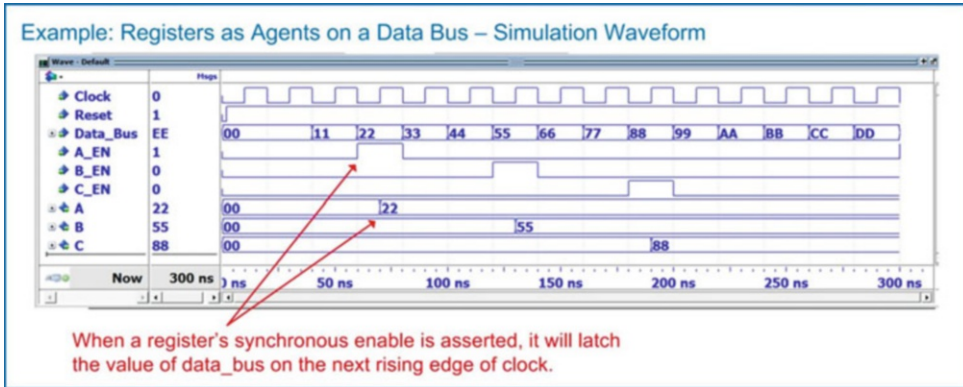 Example: Registers as Agents on a Data Bus – Simulation Waveform
Wave - Default
Msgs
Clock 0
Reset 1
Data_Bus EE 00 11 22 33 44 55 66 77 88 99 AA BB CC DD
A_EN 1
B_EN 0
C_EN 0
A 22 00 22
B 55 00 55
C 88 00 88
Now 300 ns ns 50 ns 100 ns 150 ns 200 ns 250 ns 300 ns
When a register's synchronous enable is asserted, it will latch
the value of data_bus on the next rising edge of clock.